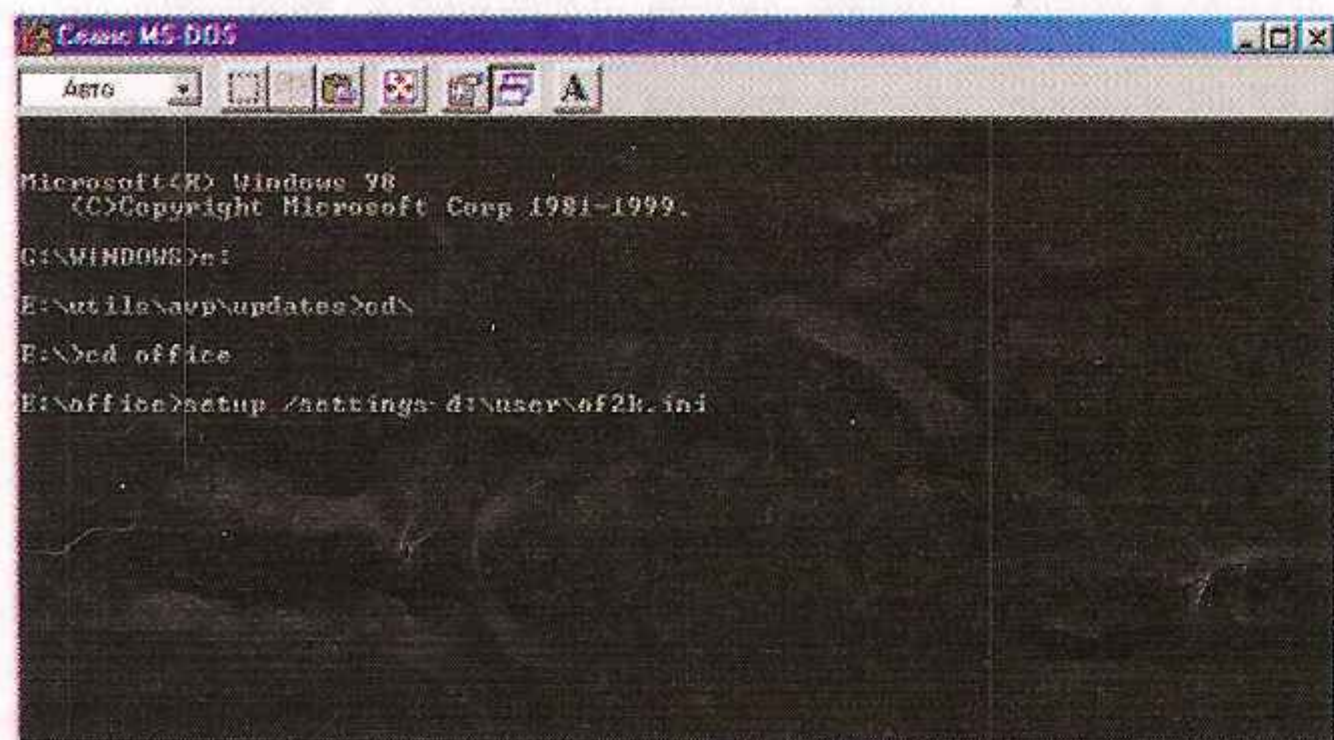 Сеанс MS-DOS
Авто
A
Microsoft(R) Windows 98
(C)Copyright Microsoft Corp 1981-1999.
C:\WINDOWS>e:
E:\utils\avp\updates>cd\
E:\>cd office
E:\office>setup /settings d:\user\of2k.ini